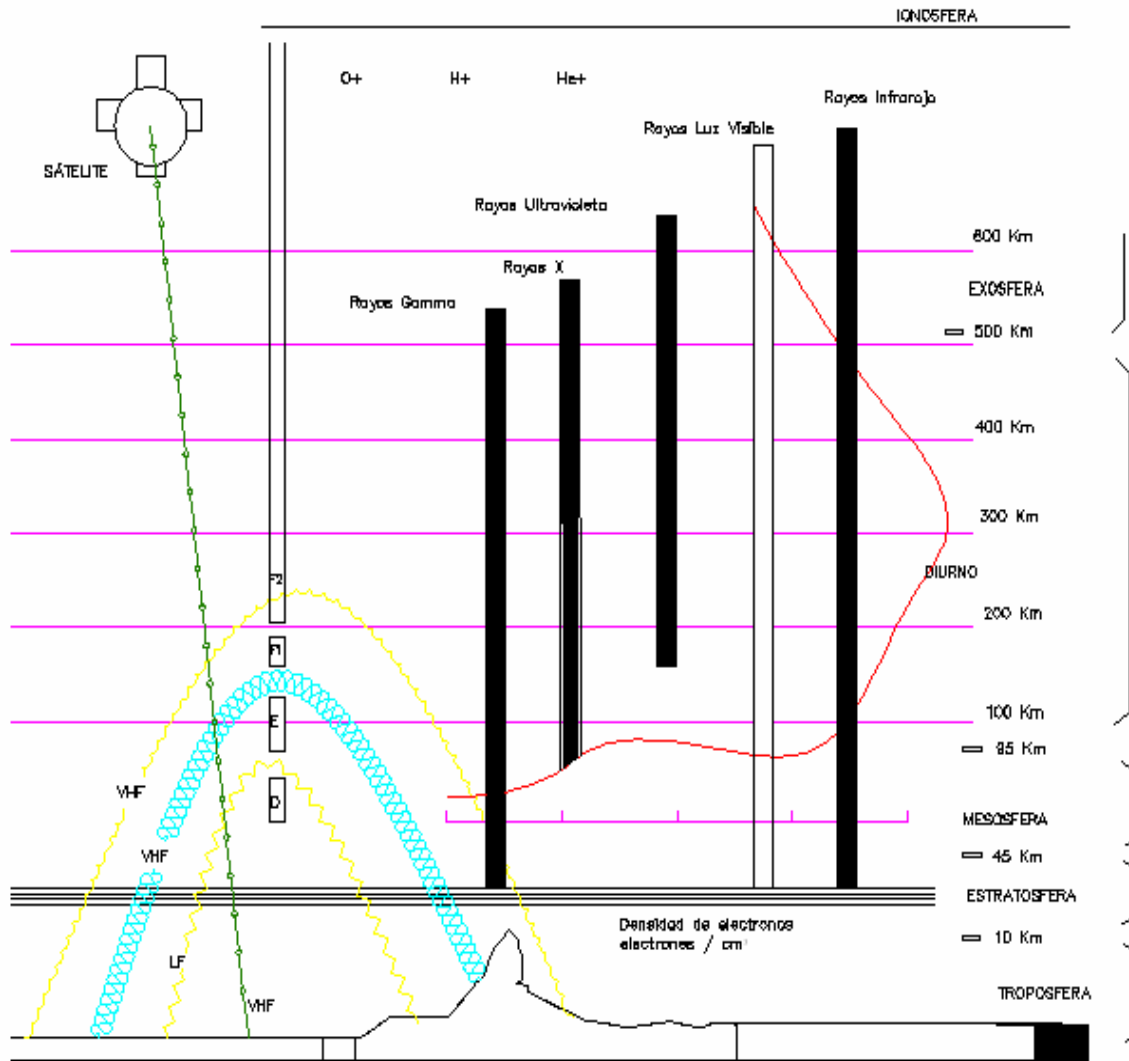 IONOSFERA
O+ H+ He+
Rayos Infrarojo
Rayos Luz Visible
SÁTELITE
Rayos Ultravioleta
600 Km
Rayos X
EXOSFERA
Rayos Gamma
500 Km
400 Km
300 Km
F2
DIURNO
200 Km
F1
100 Km
E
95 Km
VHF
D
MESOSFERA
VHF
45 Km
ESTRATOSFERA
Densidad de electrones
electrones / cm
10 Km
LF
VHF
TROPOSFERA